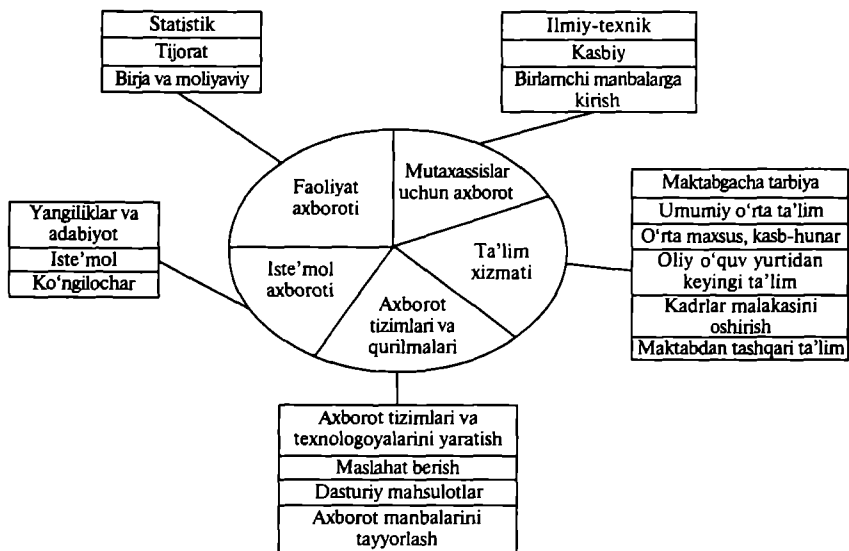 Statistik
Tijorat
Birja va moliyaviy
Ilmiy-texnik
Kasbiy
Birlamchi manbalarga
kirish
Faoliyat
axboroti
Mutaxassislar
uchun axborot
Yangiliklar va
adabiyot
Iste’mol
Ko‘ngilochar
Iste’mol
axboroti
Ta’lim
xizmati
Axborot
tizimlari va
qurilmalari
Maktabgacha tarbiya
Umumiy o‘rta ta’lim
O‘rta maxsus, kasb-hunar
Oliy o‘quv yurtidan
keyingi ta’lim
Kadrlar malakasini
oshirish
Maktabdan tashqari ta’lim
Axborot tizimlari va
texnologoyalarini yaratish
Maslahat berish
Dasturiy mahsulotlar
Axborot manbalarini
tayyorlash